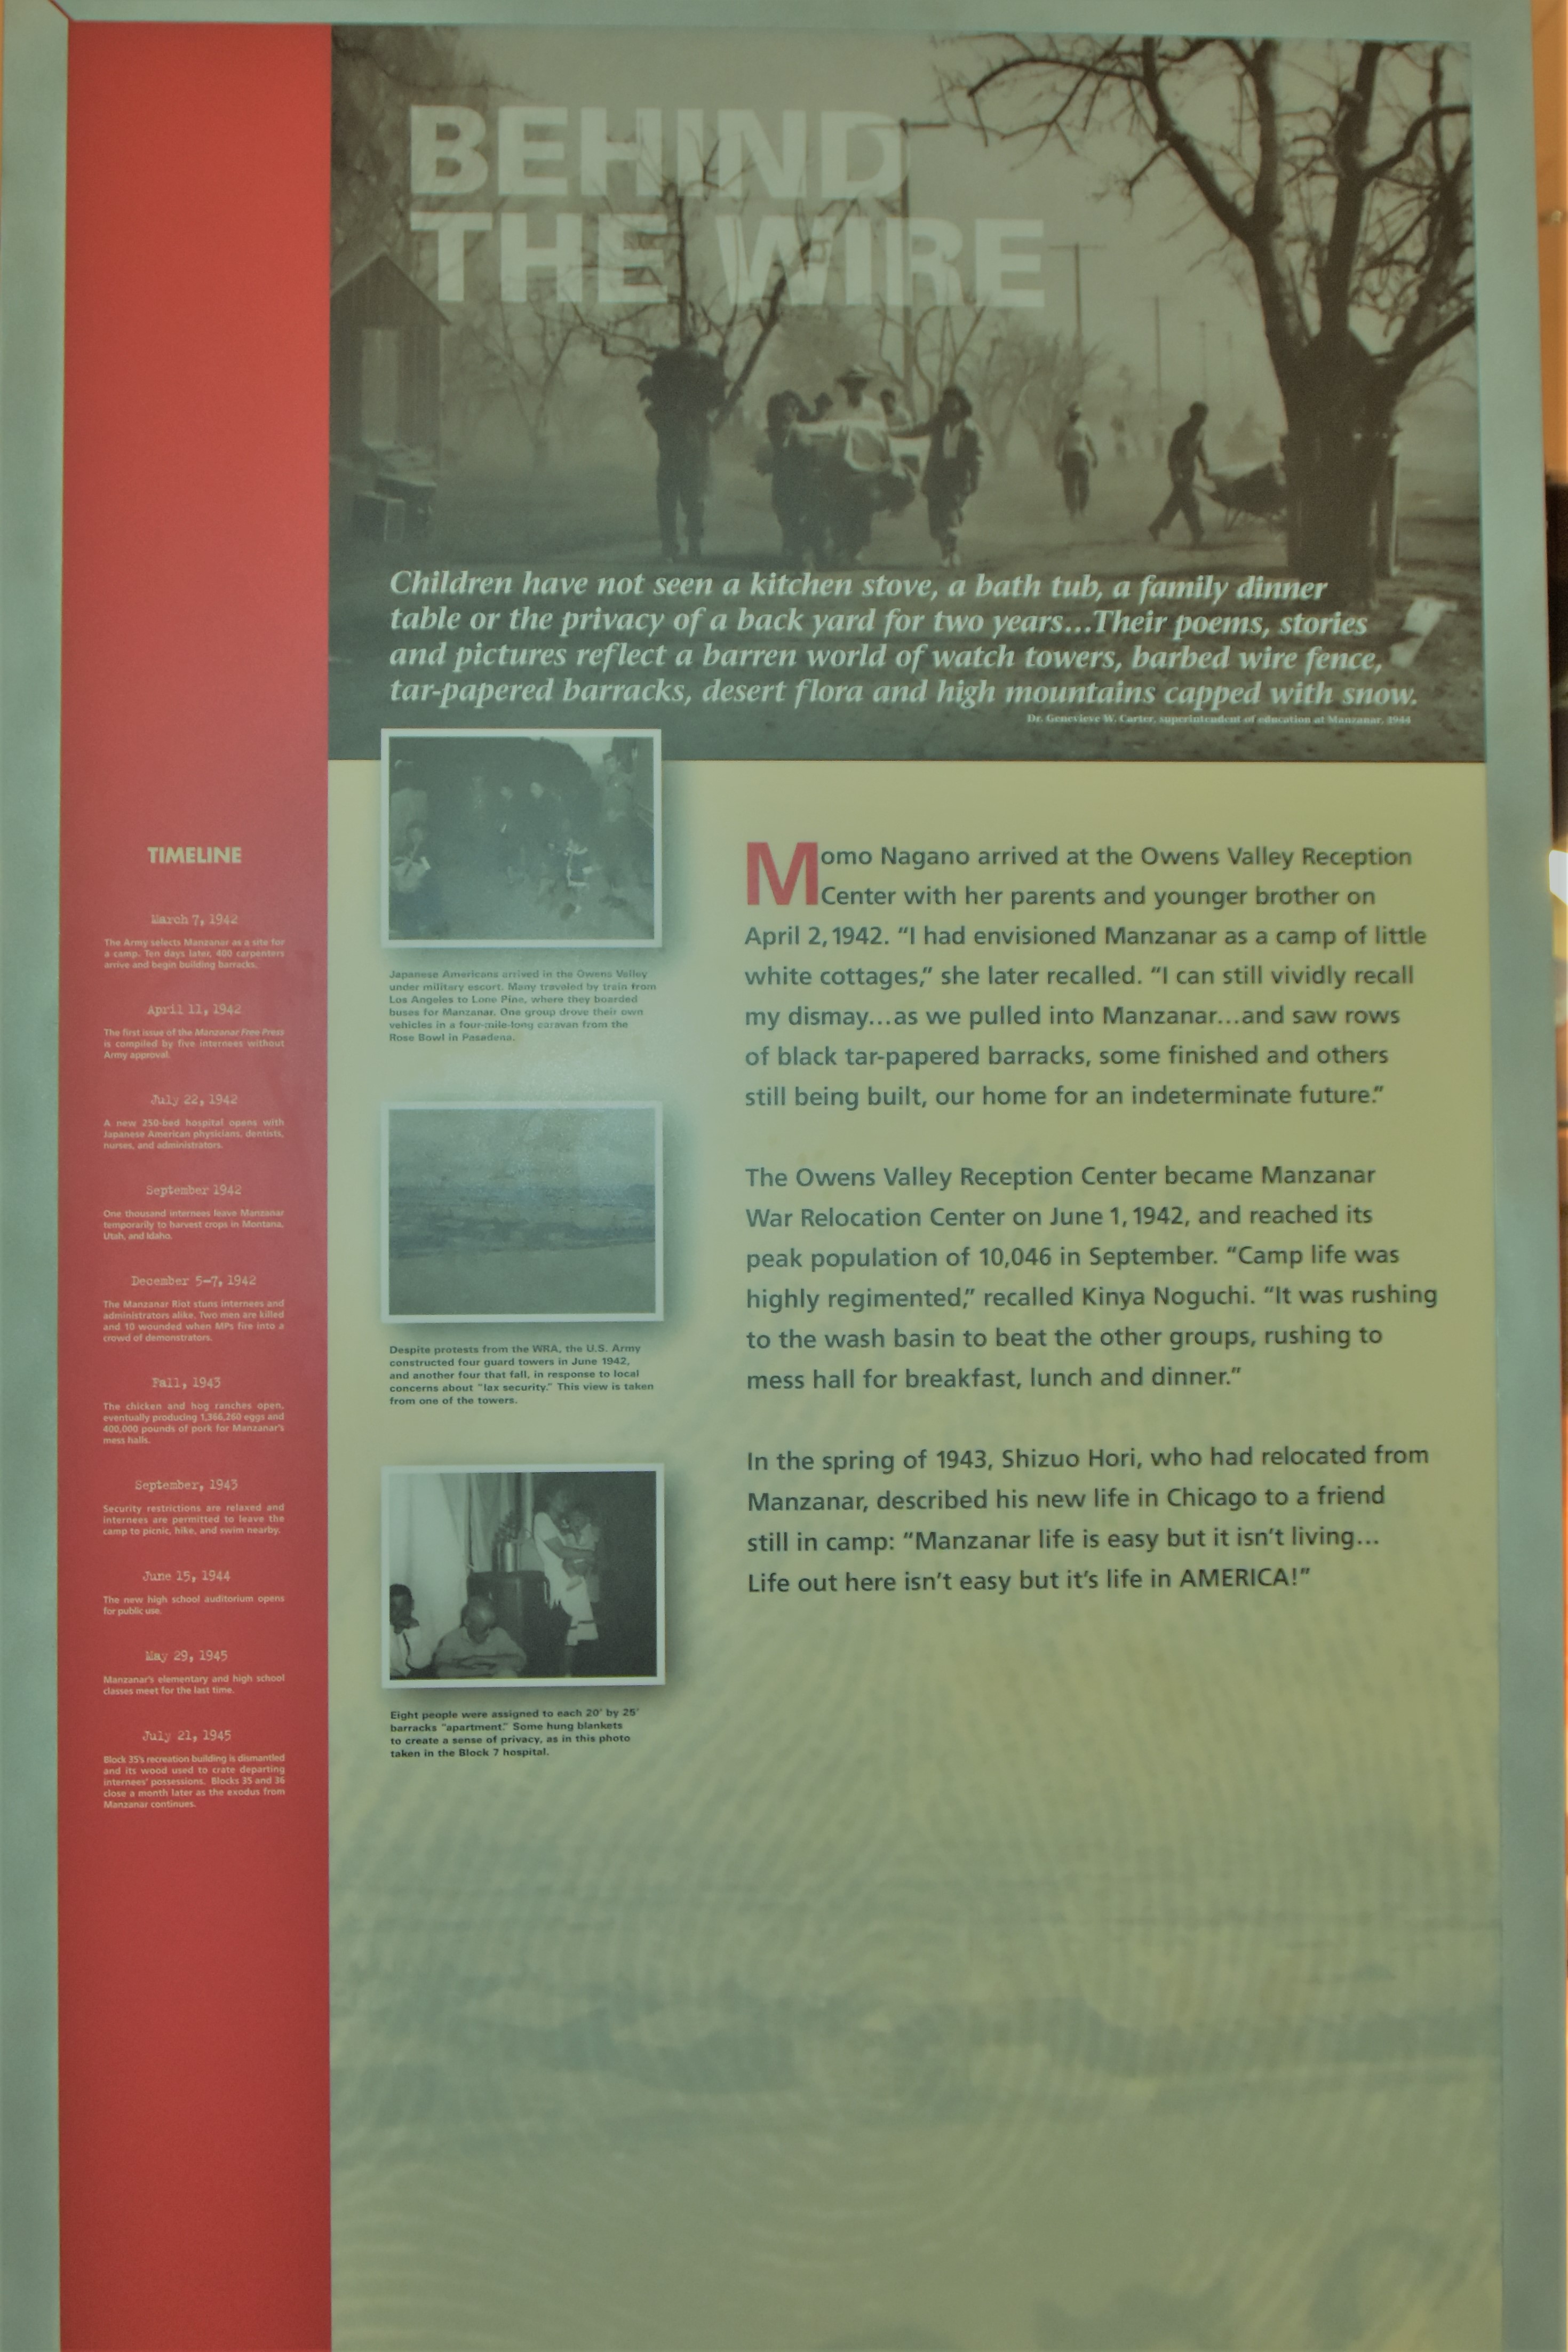 BEHIND
THE WIRE
Children have not seen a kitchen stove, a bath tub, a family dinner
table or the privacy of a back yard for two years...Their poems, stories
and pictures reflect a barren world of watch towers, barbed wire fence,
tar-papered barracks, desert flora and high mountains capped with snow.
Dr. Genevieve W. Carter, superintendent of education at Manzanar, 1944
TIMELINE
March 7, 1942
The Army selects Manzanar as a site for
a camp. Ten days later, 400 carpenters
arrive and begin building barracks.
April 11, 1942
The first issue of the Manzanar Free Press
is compiled by five internees without
Army approval.
July 22, 1942
A new 250-bed hospital opens with
Japanese American physicians, dentists,
nurses, and administrators.
September 1942
One thousand internees leave Manzanar
temporarily to harvest crops in Montana,
Utah, and Idaho.
December 5–7, 1942
The Manzanar Riot stuns internees and
administrators alike. Two men are killed
and 10 wounded when MPs fire into a
crowd of demonstrators.
Fall, 1943
The chicken and hog ranches open,
eventually producing 1,366,260 eggs and
400,000 pounds of pork for Manzanar's
mess halls.
September, 1943
Security restrictions are relaxed and
internees are permitted to leave the
camp to picnic, hike, and swim nearby.
June 15, 1944
The new high school auditorium opens
for public use.
May 29, 1945
Manzanar's elementary and high school
classes meet for the last time.
July 21, 1945
Block 35's recreation building is dismantled
and its wood used to crate departing
internees' possessions. Blocks 35 and 36
close a month later as the exodus from
Manzanar continues.
Japanese Americans arrived in the Owens Valley
under military escort. Many traveled by train from
Los Angeles to Lone Pine, where they boarded
buses for Manzanar. One group drove their own
vehicles in a four-mile-long caravan from the
Rose Bowl in Pasadena.
Despite protests from the WRA, the U.S. Army
constructed four guard towers in June 1942,
and another four that fall, in response to local
concerns about "lax security." This view is taken
from one of the towers.
Eight people were assigned to each 20' by 25'
barracks "apartment." Some hung blankets
to create a sense of privacy, as in this photo
taken in the Block 7 hospital.
Momo Nagano arrived at the Owens Valley Reception
Center with her parents and younger brother on
April 2, 1942. “I had envisioned Manzanar as a camp of little
white cottages,” she later recalled. “I can still vividly recall
my dismay...as we pulled into Manzanar...and saw rows
of black tar-papered barracks, some finished and others
still being built, our home for an indeterminate future.”
The Owens Valley Reception Center became Manzanar
War Relocation Center on June 1, 1942, and reached its
peak population of 10,046 in September. “Camp life was
highly regimented,” recalled Kinya Noguchi. “It was rushing
to the wash basin to beat the other groups, rushing to
mess hall for breakfast, lunch and dinner.”
In the spring of 1943, Shizuo Hori, who had relocated from
Manzanar, described his new life in Chicago to a friend
still in camp: “Manzanar life is easy but it isn’t living...
Life out here isn’t easy but it’s life in AMERICA!”